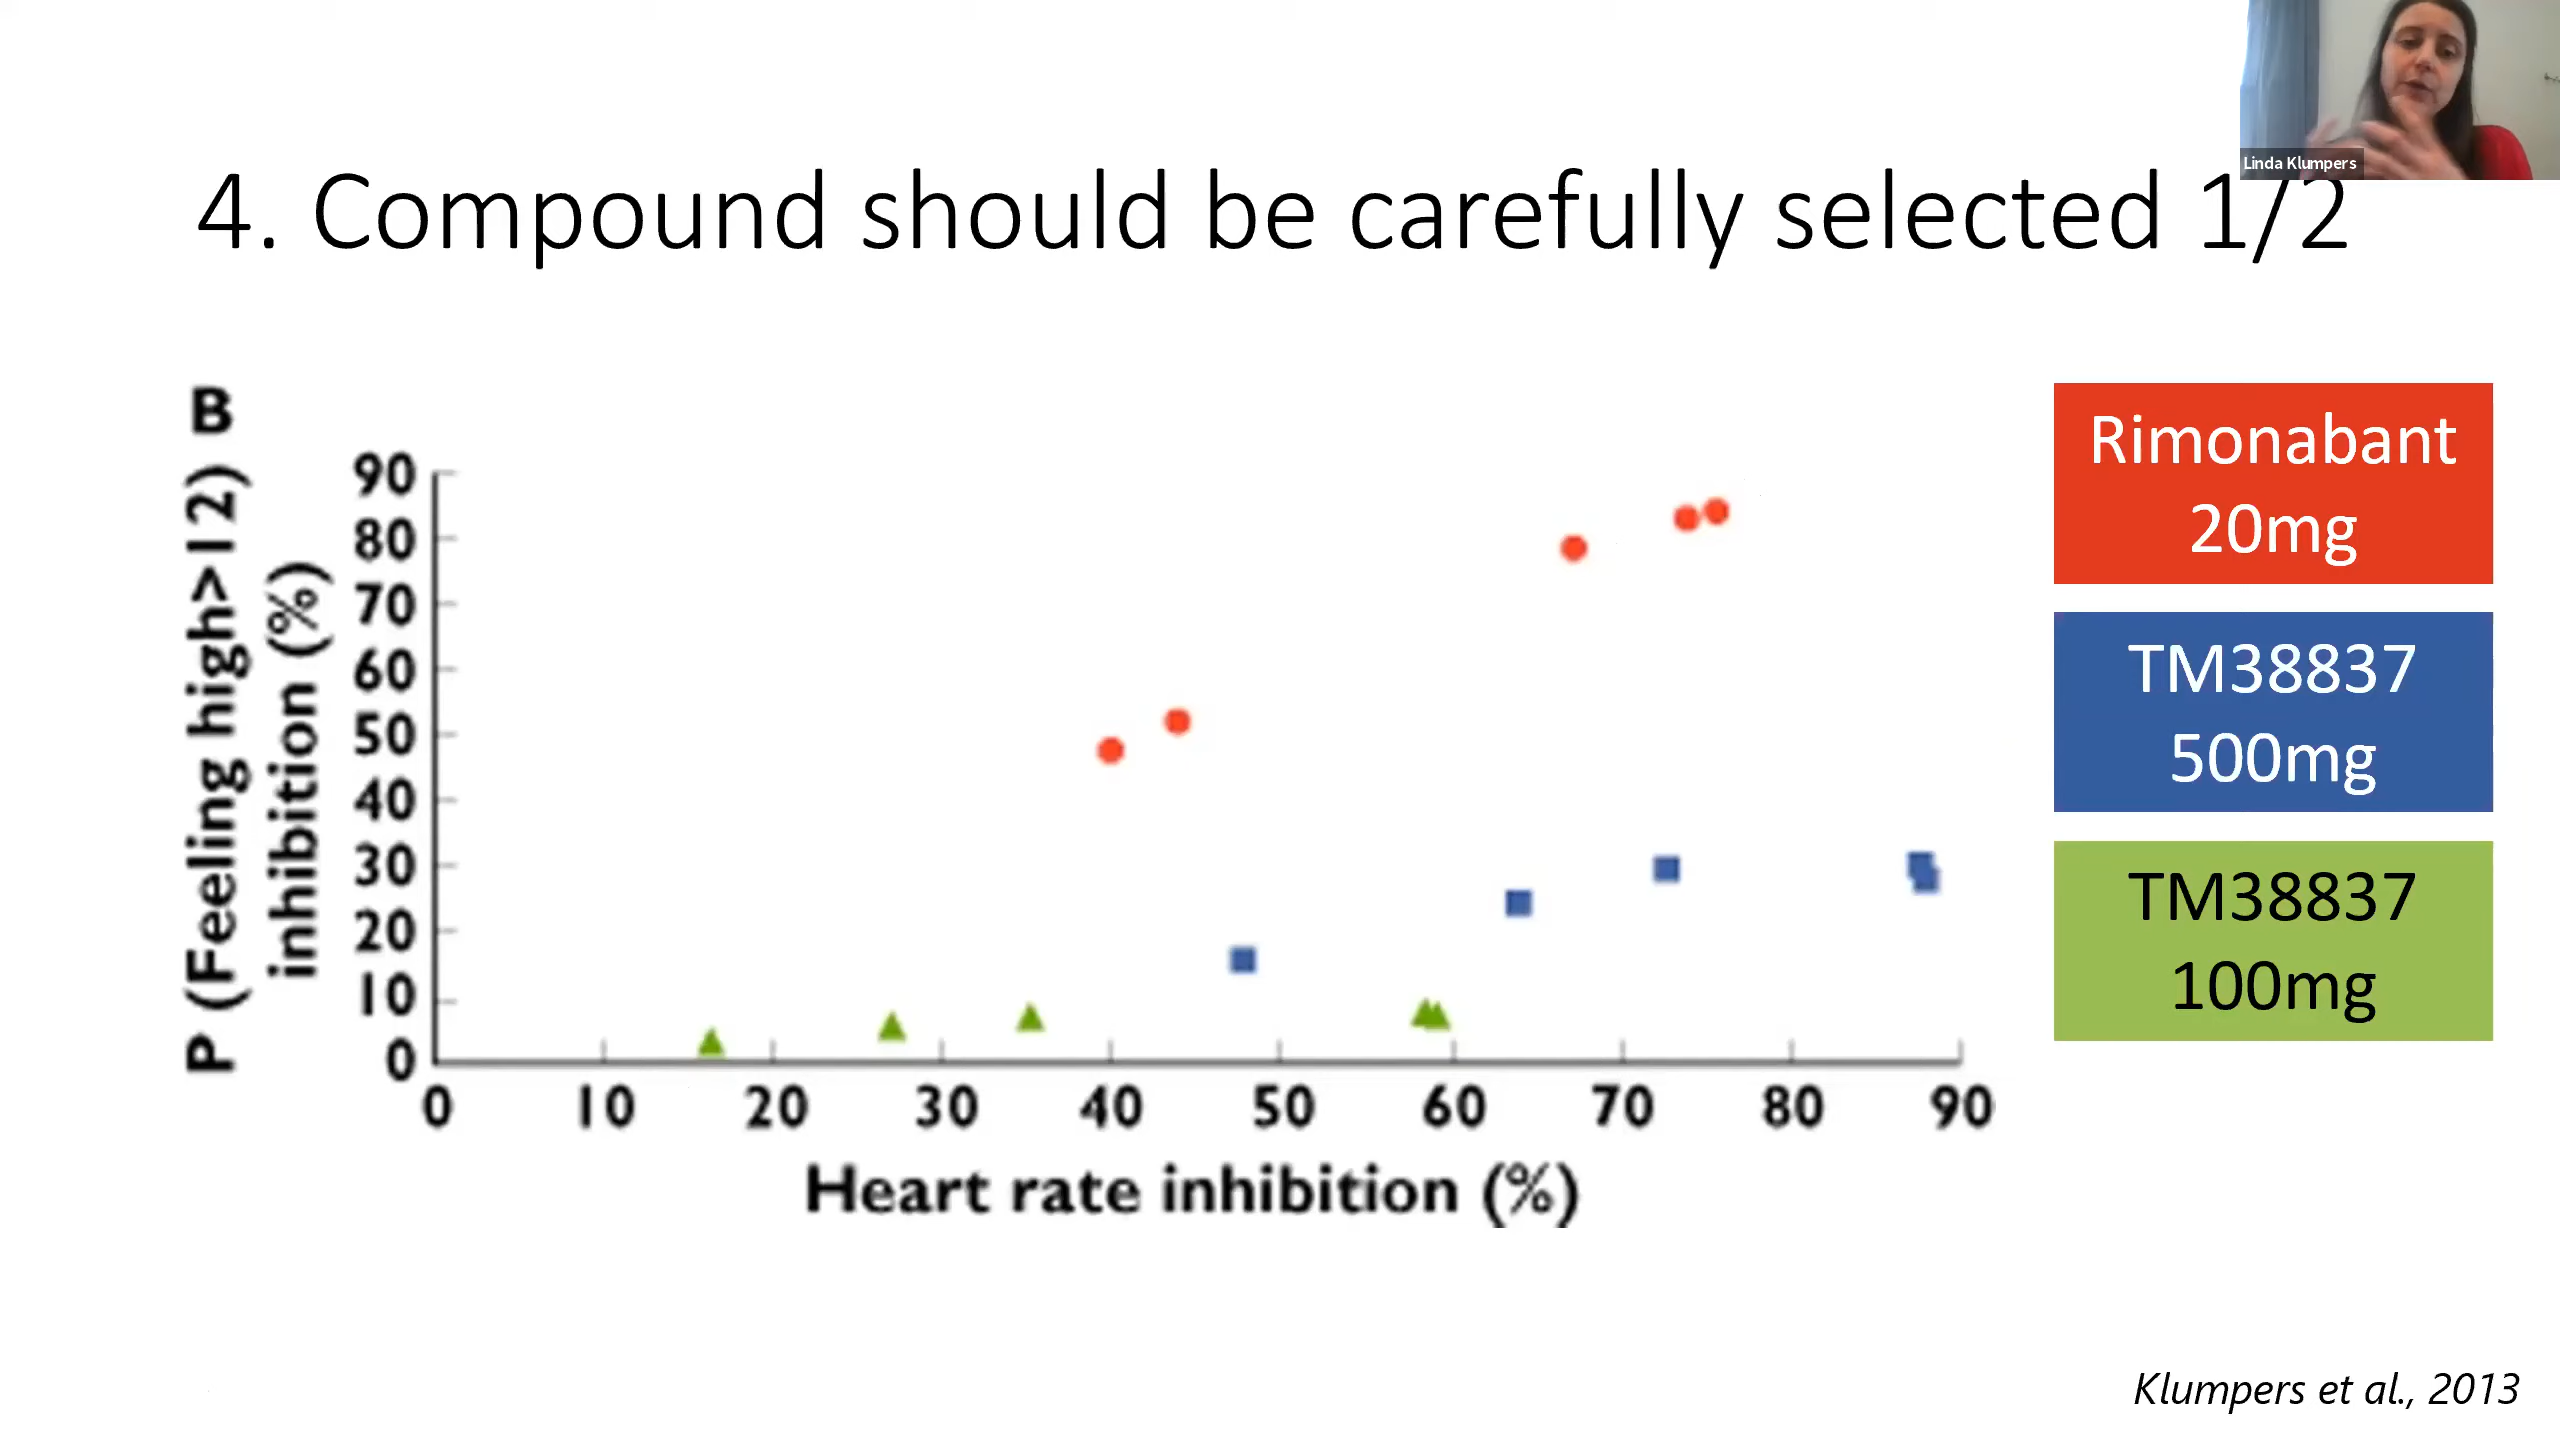 Linda Klumpers
4. Compound should be carefully selected 1/2
B
P (Feeling high>12)
inhibition (%)
90
80
70
60
50
40
30
20
10
0
0 10 20 30 40 50 60 70 80 90
Heart rate inhibition (%)
Rimonabant
20mg
TM38837
500mg
TM38837
100mg
Klumpers et al., 2013